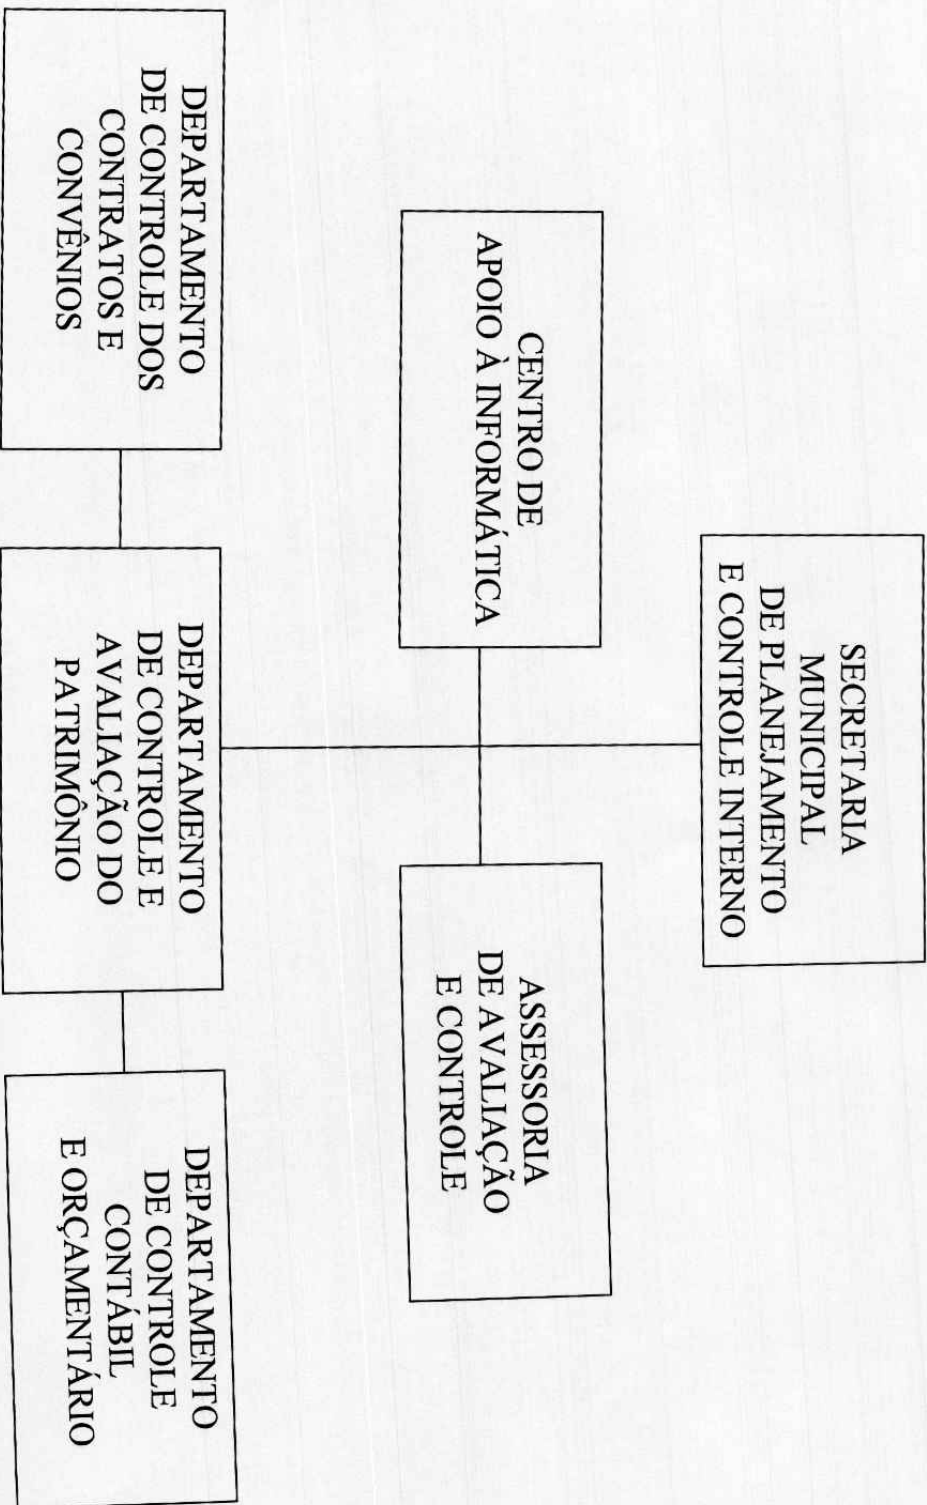 SECRETARIA
MUNICIPAL
DE PLANEJAMENTO
E CONTROLE INTERNO
CENTRO DE
APOIO À INFORMÁTICA
ASSESSORIA
DE AVALIAÇÃO
E CONTROLE
DEPARTAMENTO
DE CONTROLE DOS
CONTRATOS E
CONVÊNIOS
DEPARTAMENTO
DE CONTROLE E
AVALIAÇÃO DO
PATRIMÔNIO
DEPARTAMENTO
DE CONTROLE
CONTÁBIL
E ORÇAMENTÁRIO